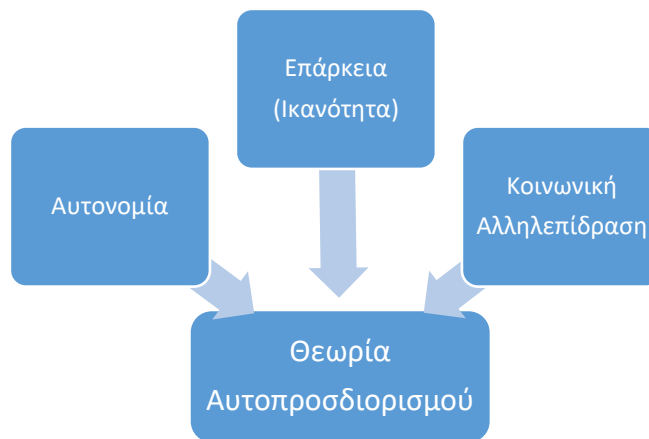 Επάρκεια
(Ικανότητα)
Αυτονομία
Κοινωνική
Αλληλεπίδραση
Θεωρία
Αυτοπροσδιορισμού